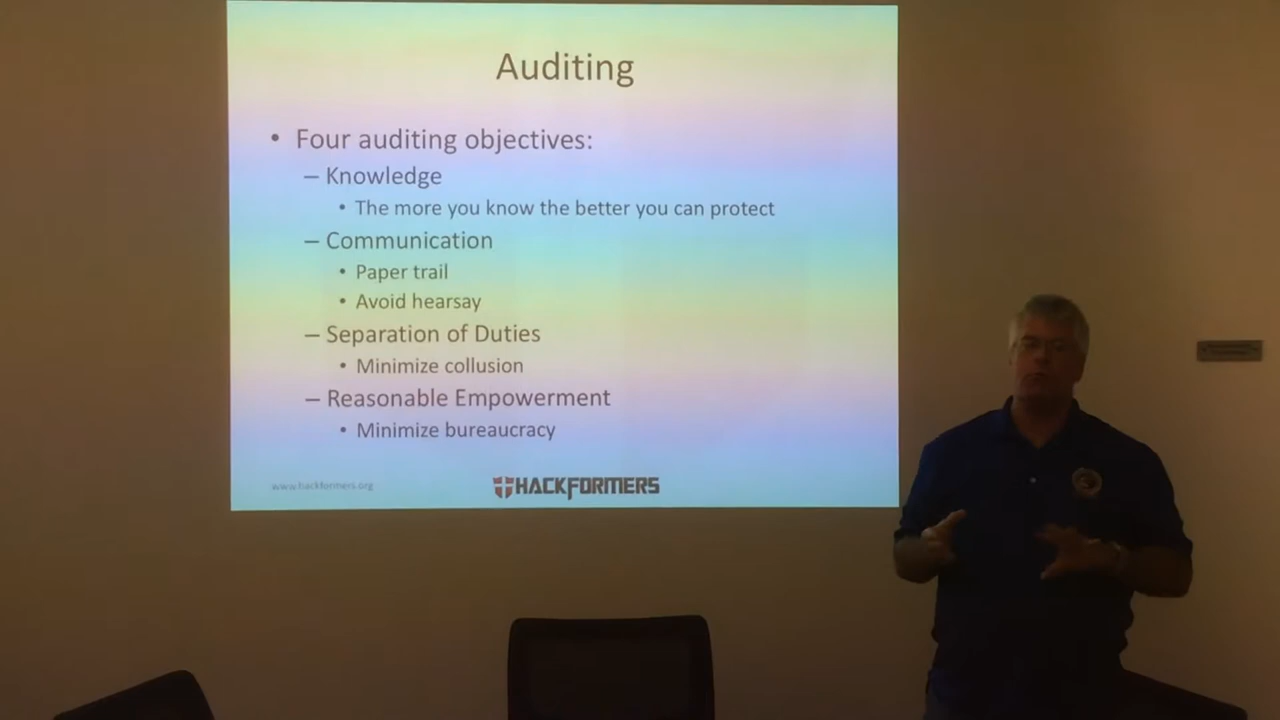 Auditing
• Four auditing objectives:
– Knowledge
• The more you know the better you can protect
– Communication
• Paper trail
• Avoid hearsay
– Separation of Duties
• Minimize collusion
– Reasonable Empowerment
• Minimize bureaucracy
www.hackformers.org
HACKFORMERS